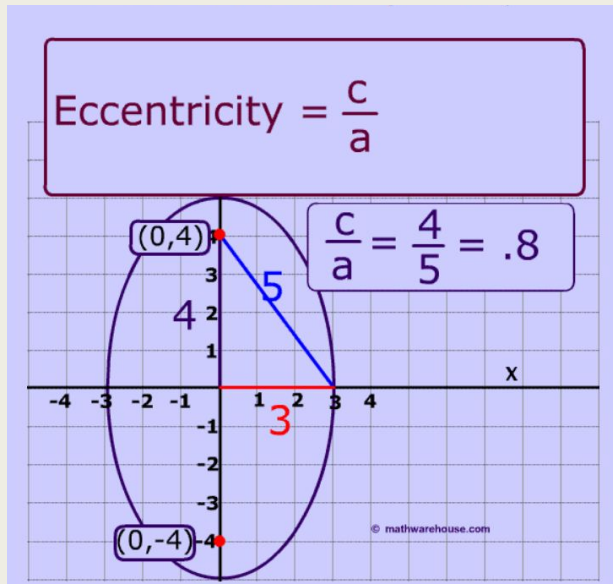 Eccentricity = c/a
(0,4)
c/a = 4/5 = .8
3
5
4
2
1
x
-4 -3 -2 -1 1 2 3 4
3
-1
-2
-3
© mathwarehouse.com
(0,-4) -4